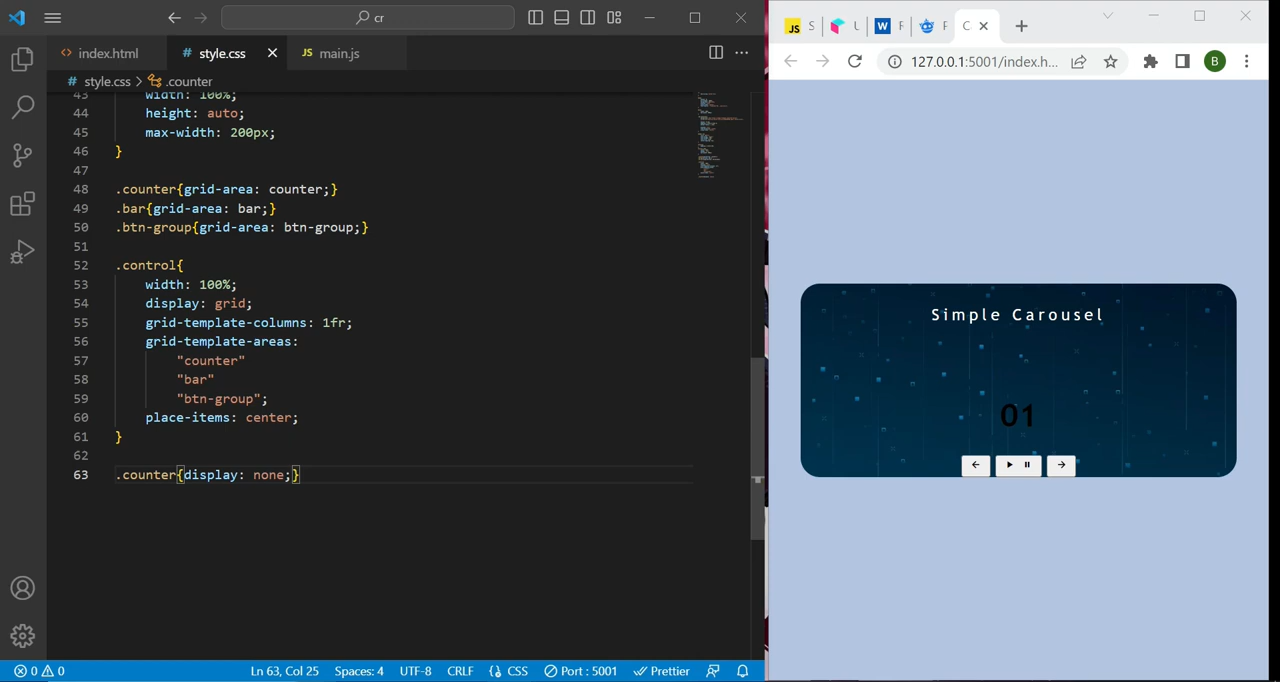 cr
index.html
# style.css
JS main.js
# style.css > .counter
43 width: 100%;
44 height: auto;
45 max-width: 200px;
46 }
47
48 .counter{grid-area: counter;}
49 .bar{grid-area: bar;}
50 .btn-group{grid-area: btn-group;}
51
52 .control{
53 width: 100%;
54 display: grid;
55 grid-template-columns: 1fr;
56 grid-template-areas:
57 "counter"
58 "bar"
59 "btn-group";
60 place-items: center;
61 }
62
63 .counter{display: none;}
0 0
Ln 63, Col 25
Spaces: 4
UTF-8
CRLF
{} CSS
Port : 5001
Prettier
JS S
U
W F
F
C
127.0.0.1:5001/index.h...
B
Simple Carousel
01